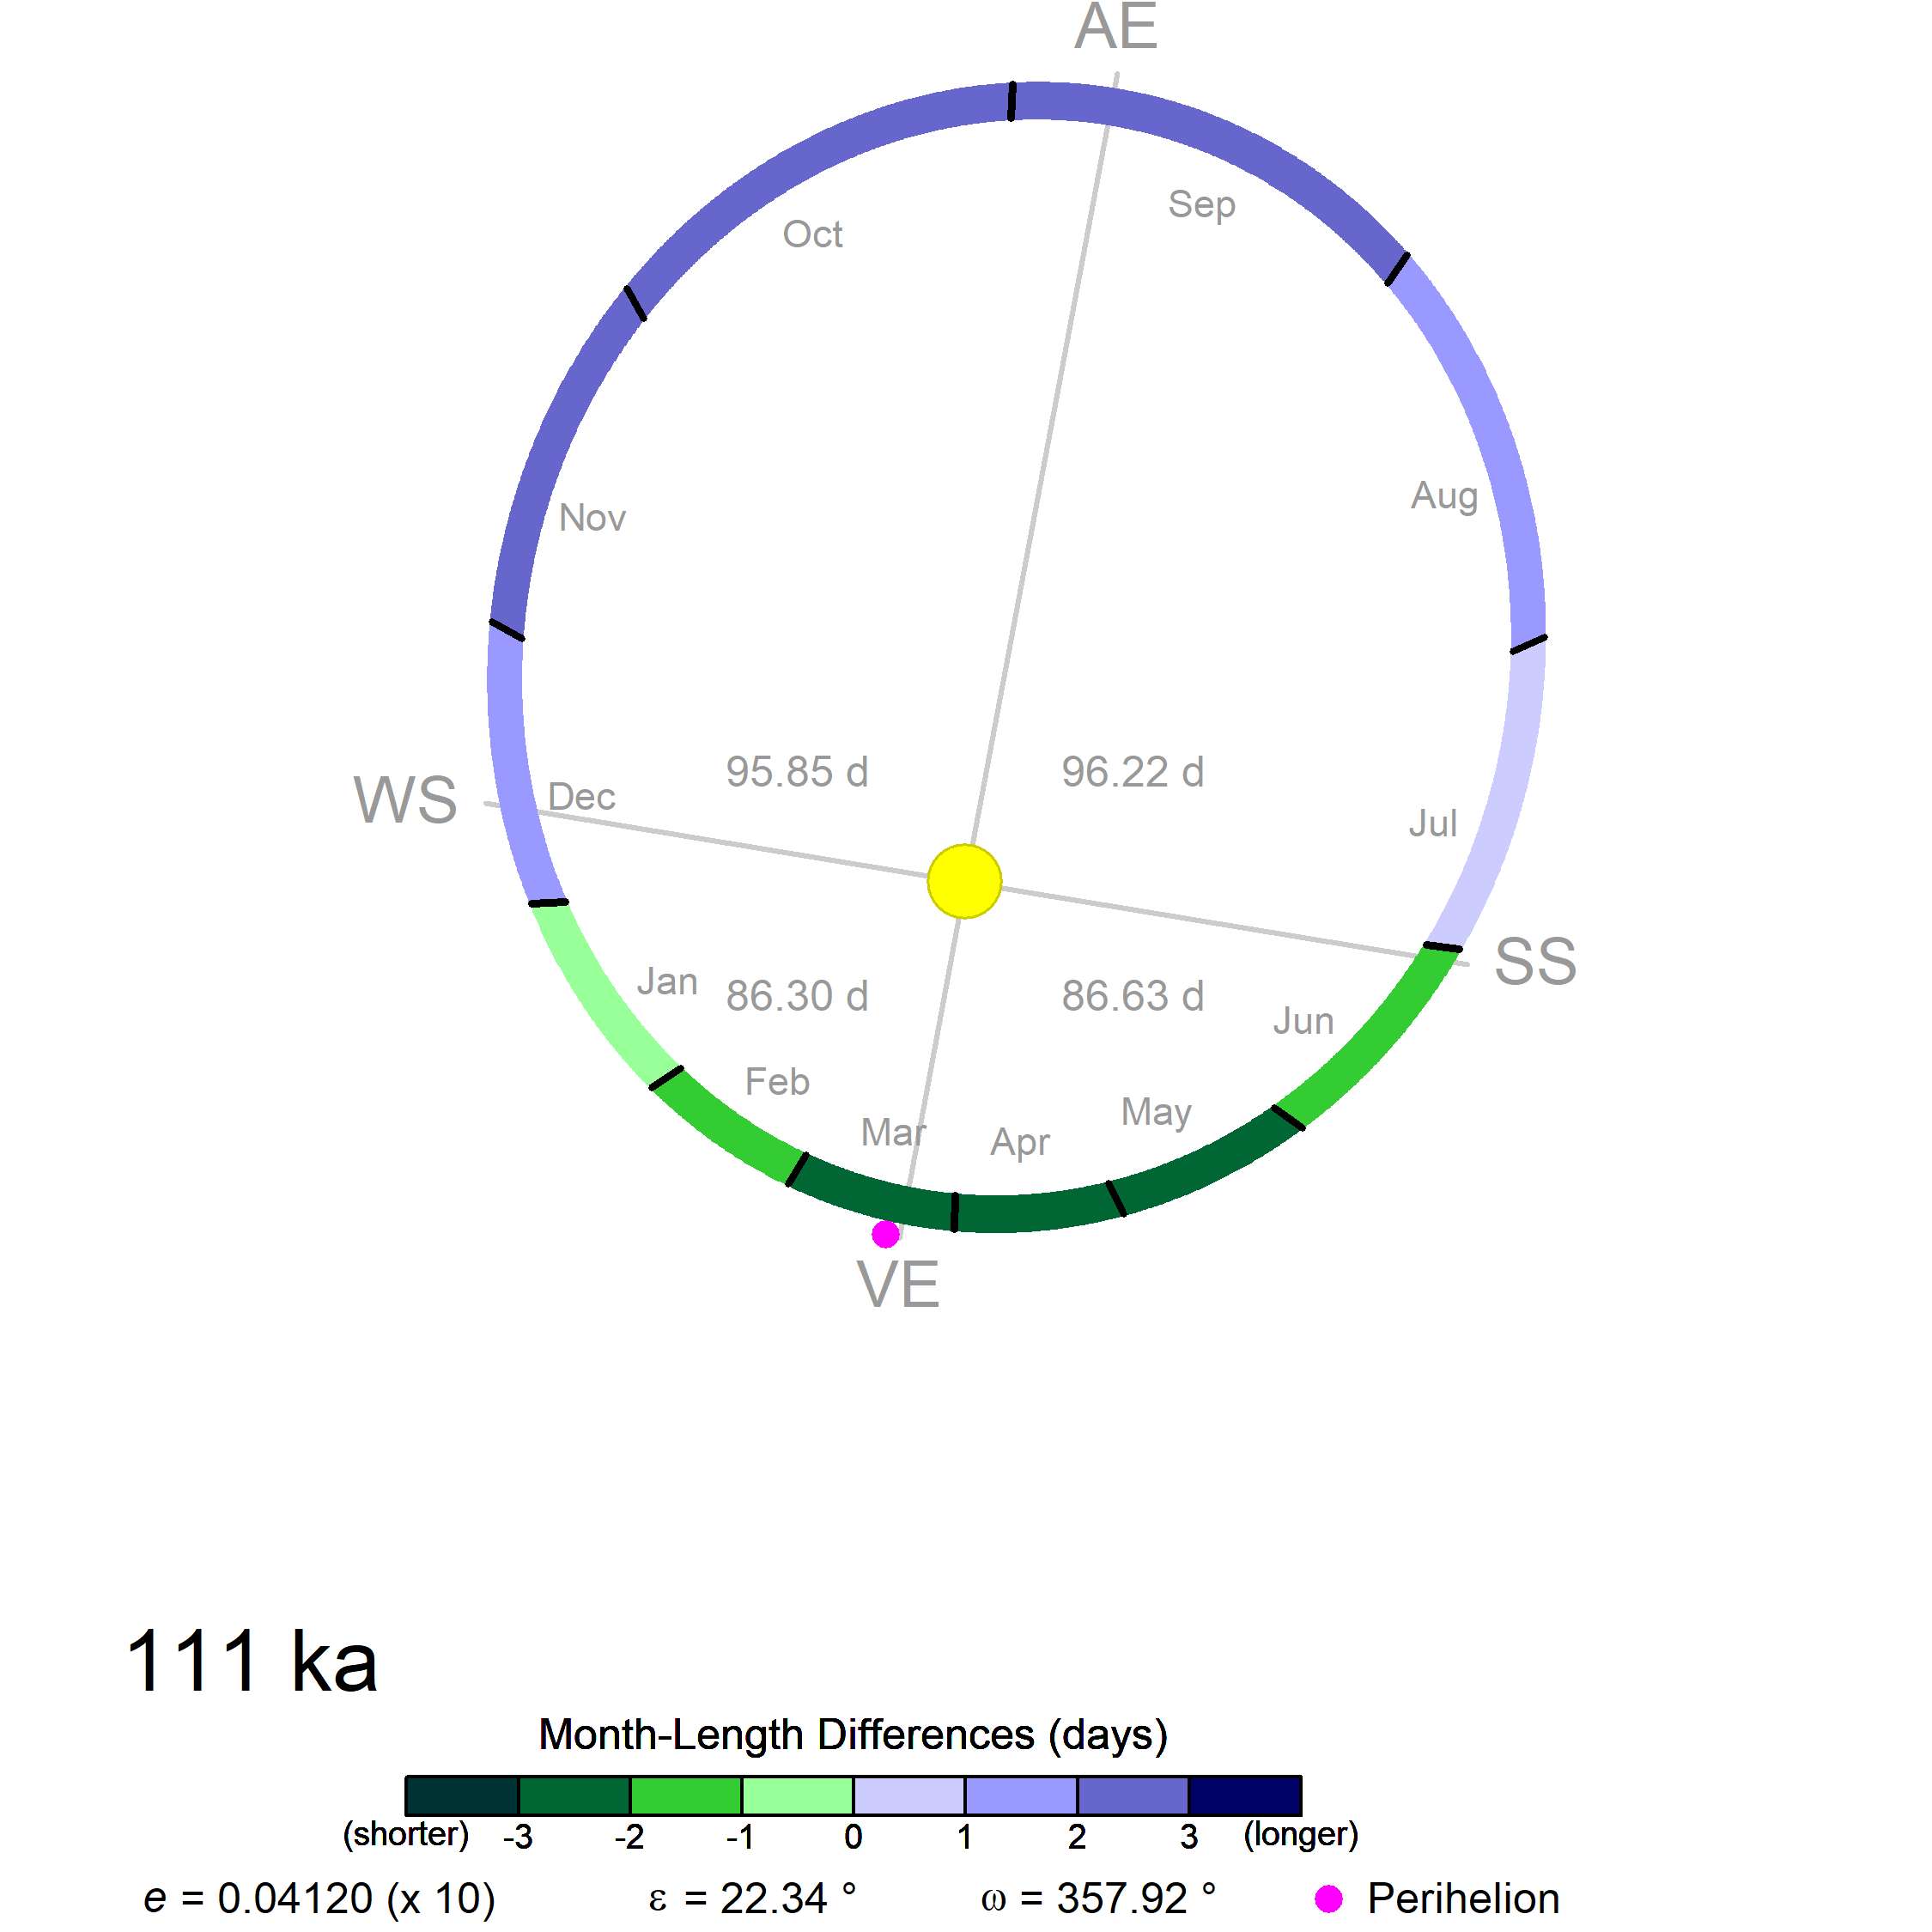 AE
Sep
Oct
Aug
Nov
95.85 d 96.22 d
WS
Dec
Jul
SS
Jan
86.30 d 86.63 d
Jun
Feb
May
Mar
Apr
VE
111 ka
Month-Length Differences (days)
(shorter) -3 -2 -1 0 1 2 3 (longer)
e = 0.04120 (x 10) ε = 22.34 ° ω = 357.92 ° Perihelion